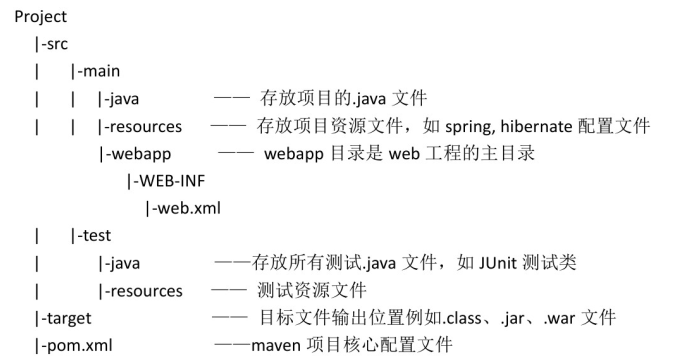 Project
|-src
| |-main
| | |-java —— 存放项目的.java 文件
| | |-resources —— 存放项目资源文件，如 spring, hibernate 配置文件
|-webapp —— webapp 目录是 web 工程的主目录
|-WEB-INF
|-web.xml
| |-test
| |-java ——存放所有测试.java 文件，如 JUnit 测试类
| |-resources —— 测试资源文件
|-target —— 目标文件输出位置例如.class、.jar、.war 文件
|-pom.xml ——maven 项目核心配置文件